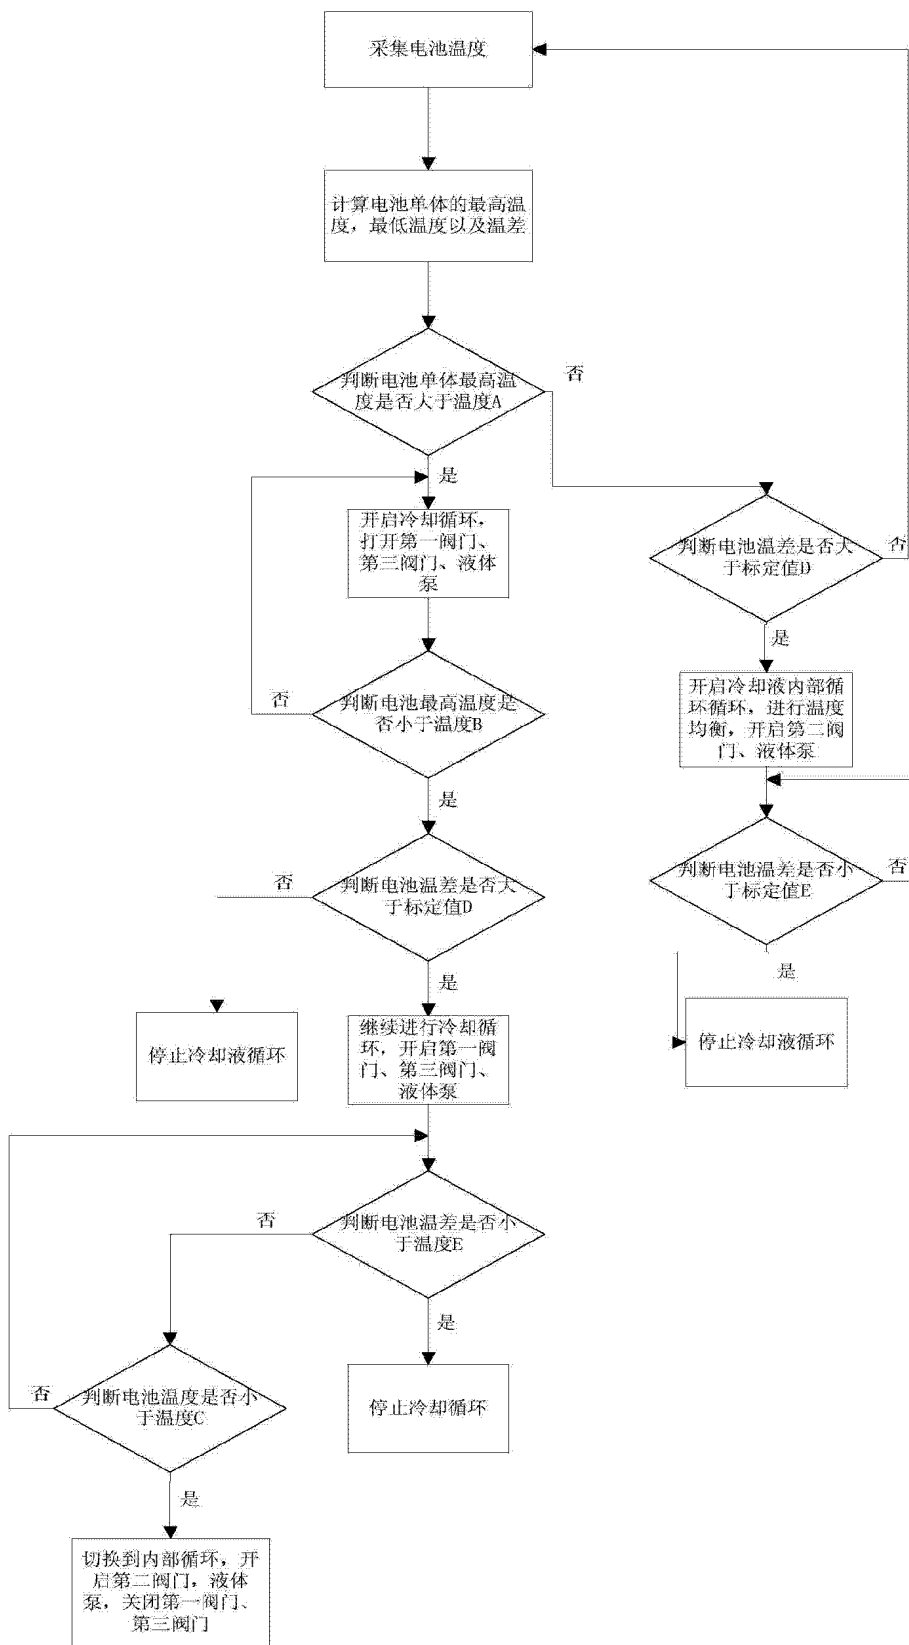 采集电池温度
计算电池单体的最高温
度，最低温度以及温差
判断电池单体最高温
度是否大于温度A
否
是
开启冷却循环，
打开第一阀门、
第三阀门、液体
泵
判断电池温差是否大
于标定值D
否
是
判断电池最高温度是
否小于温度B
否
是
开启冷却液内部循
环循环，进行温度
均衡，开启第二阀
门、液体泵
判断电池温差是否大
于标定值D
否
是
判断电池温差是否小
于标定值E
否
是
停止冷却液循环
继续进行冷却循
环，开启第一阀
门、第三阀门、
液体泵
停止冷却液循环
判断电池温差是否小
于温度E
否
是
判断电池温度是否小
于温度C
否
是
停止冷却循环
切换到内部循环，开
启第二阀门，液体
泵，关闭第一阀门、
第三阀门